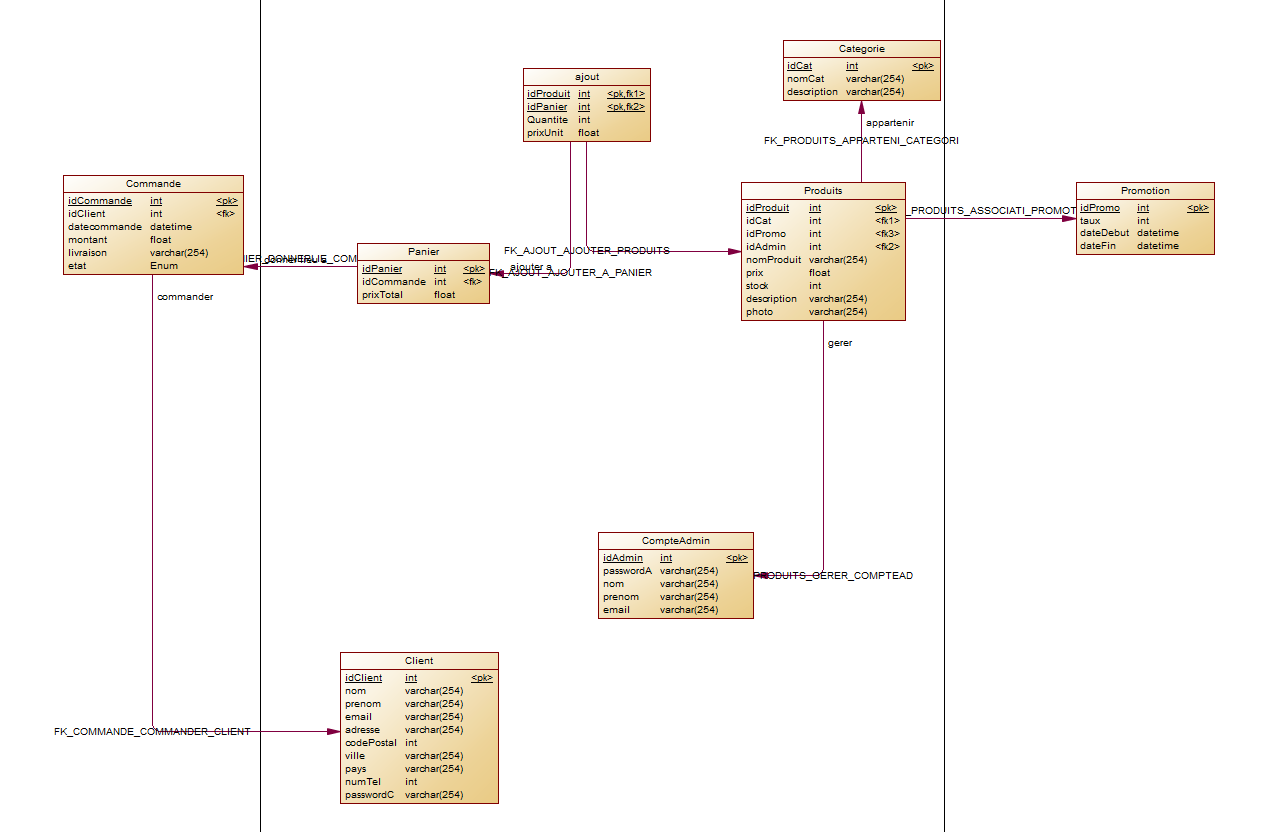 Categorie
idCat int <pk>
nomCat varchar(254)
description varchar(254)
ajout
idProduit int <pk,fk1>
idPanier int <pk,fk2>
Quantite int
prixUnit float
appartenir
FK_PRODUITS_APPARTENI_CATEGORI
Commande
idCommande int <pk>
idClient int <fk>
datecommande datetime
montant float
livraison varchar(254)
etat Enum
Produits
idProduit int <pk>
idCat int <fk1>
idPromo int <fk3>
idAdmin int <fk2>
nomProduit varchar(254)
prix float
stock int
description varchar(254)
photo varchar(254)
Promotion
idPromo int <pk>
taux int
dateDebut datetime
dateFin datetime
_PRODUITS_ASSOCIATI_PROMOT
Panier
idPanier int <pk>
idCommande int <fk>
prixTotal float
FK_AJOUT_AJOUTER_PRODUITS
ajouter a
FK_AJOUT_AJOUTER_A_PANIER
commander
gerer
CompteAdmin
idAdmin int <pk>
passwordA varchar(254)
nom varchar(254)
prenom varchar(254)
email varchar(254)
PRODUITS_GERER_COMPTEAD
Client
idClient int <pk>
nom varchar(254)
prenom varchar(254)
email varchar(254)
adresse varchar(254)
codePostal int
ville varchar(254)
pays varchar(254)
numTel int
passwordC varchar(254)
FK_COMMANDE_COMMANDER_CLIENT